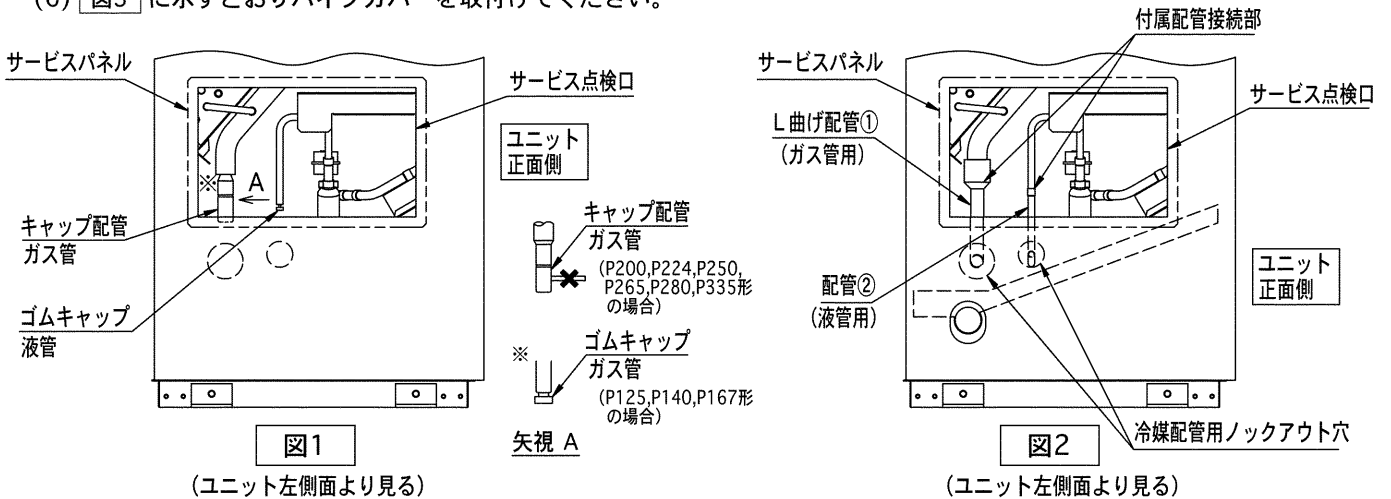 (6) 図3 に示すとおりパイプカバーを取付けてください。
サービスパネル
サービス点検口
ユニット
正面側
※
A
キャップ配管
ガス管
ゴムキャップ
液管
キャップ配管
ガス管
(P200,P224,P250,
P265,P280,P335形
の場合)
※
ゴムキャップ
ガス管
(P125,P140,P167形
の場合)
矢視 A
図1
(ユニット左側面より見る)
付属配管接続部
サービスパネル
サービス点検口
L曲げ配管①
(ガス管用)
配管②
(液管用)
ユニット
正面側
冷媒配管用ノックアウト穴
図2
(ユニット左側面より見る)